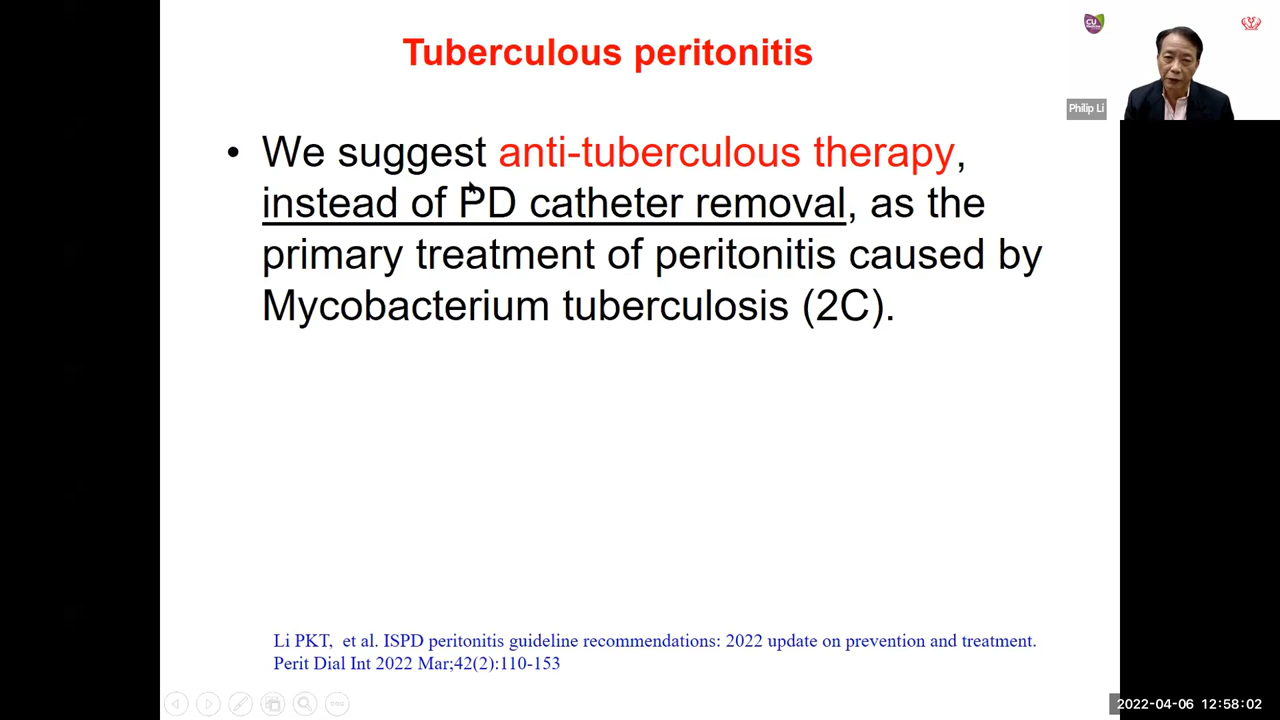 Tuberculous peritonitis
CU
Philip Li
• We suggest anti-tuberculous therapy,
instead of PD catheter removal, as the
primary treatment of peritonitis caused by
Mycobacterium tuberculosis (2C).
Li PKT, et al. ISPD peritonitis guideline recommendations: 2022 update on prevention and treatment.
Perit Dial Int 2022 Mar;42(2):110-153
2022-04-06 12:58:02